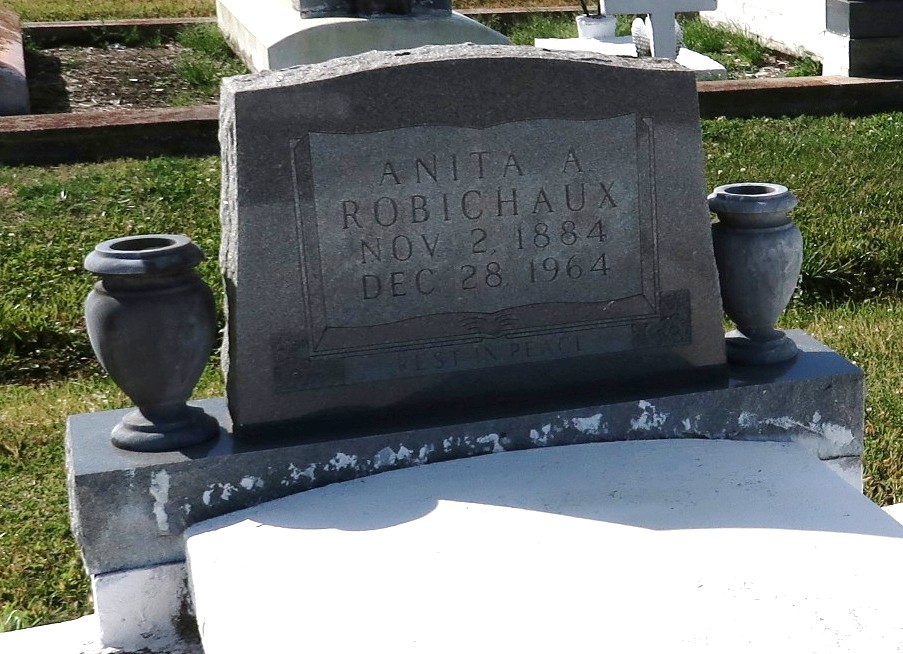 ANITA A
ROBICHAUX
NOV 2, 1884
DEC 28 1964
REST IN PEACE